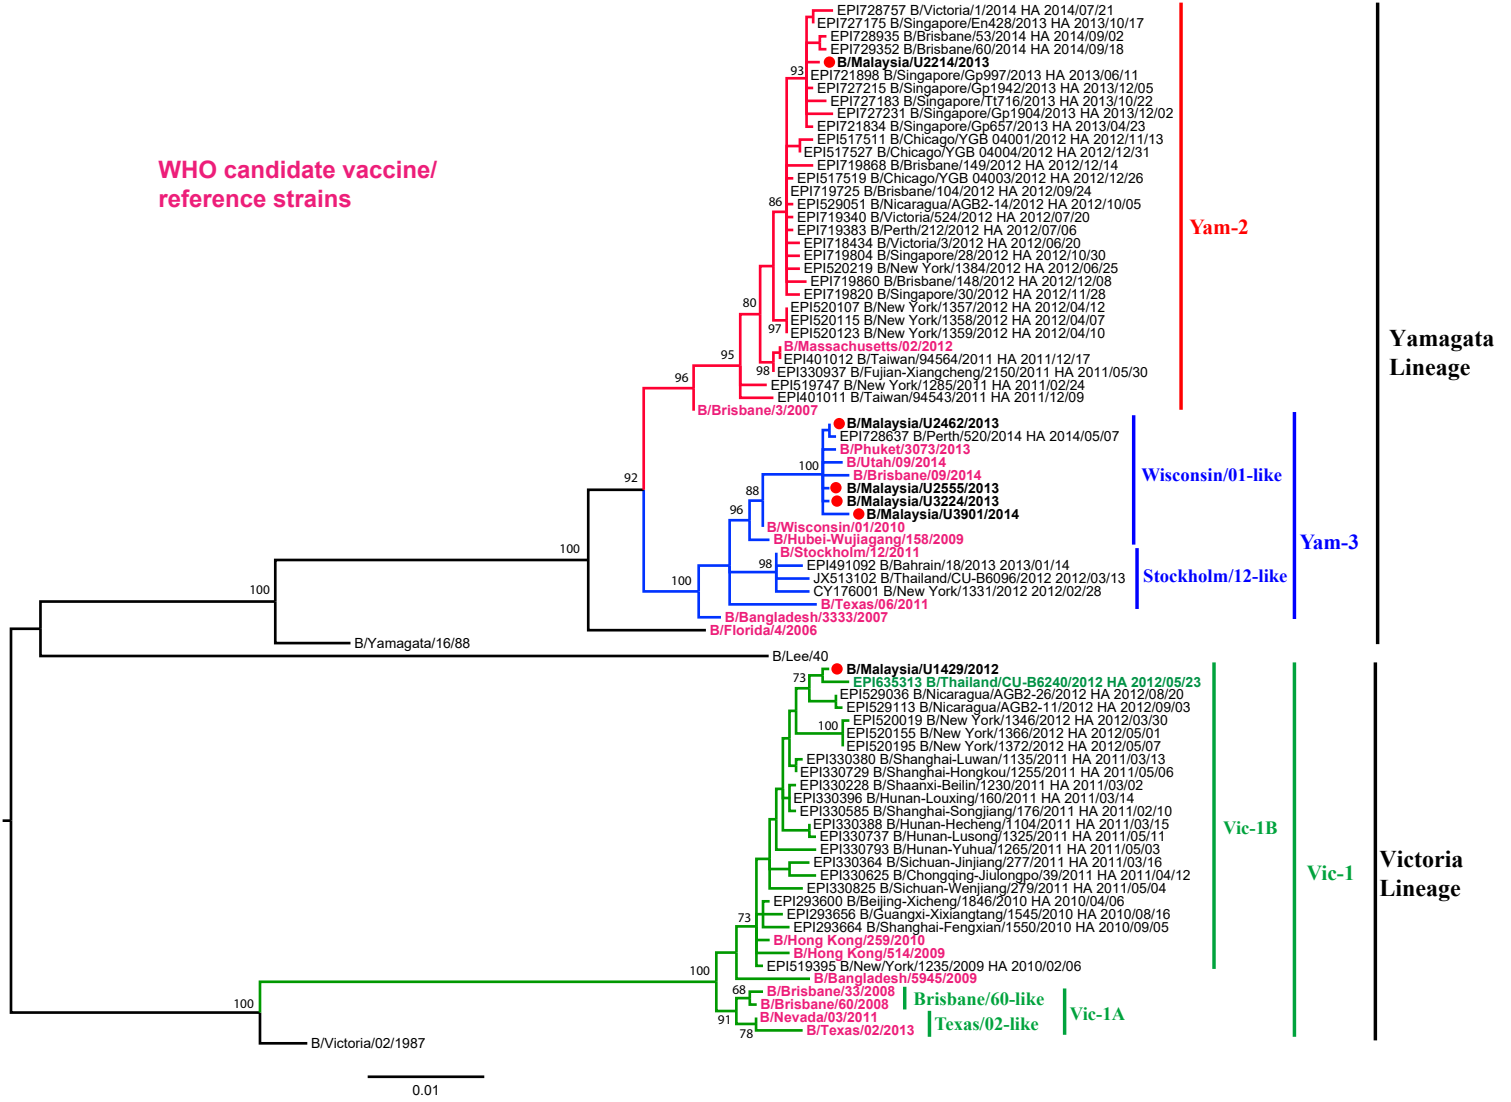 EPI728757 B/Victoria/1/2014 HA 2014/07/21
EPI727175 B/Singapore/En428/2013 HA 2013/10/17
EPI728935 B/Brisbane/53/2014 HA 2014/09/02
EPI729352 B/Brisbane/60/2014 HA 2014/09/18
B/Malaysia/U2214/2013
93
EPI721898 B/Singapore/Gp997/2013 HA 2013/06/11
EPI727215 B/Singapore/Gp1942/2013 HA 2013/12/05
EPI727183 B/Singapore/Tt716/2013 HA 2013/10/22
EPI727231 B/Singapore/Gp1904/2013 HA 2013/12/02
EPI721834 B/Singapore/Gp657/2013 HA 2013/04/23
EPI517511 B/Chicago/YGB 04001/2012 HA 2012/11/13
EPI517527 B/Chicago/YGB 04004/2012 HA 2012/12/31
WHO candidate vaccine/
reference strains
EPI719868 B/Brisbane/149/2012 HA 2012/12/14
EPI517519 B/Chicago/YGB 04003/2012 HA 2012/12/26
EPI719725 B/Brisbane/104/2012 HA 2012/09/24
86
EPI529051 B/Nicaragua/AGB2-14/2012 HA 2012/10/05
EPI719340 B/Victoria/524/2012 HA 2012/07/20
EPI719383 B/Perth/212/2012 HA 2012/07/06
Yam-2
EPI718434 B/Victoria/3/2012 HA 2012/06/20
EPI719804 B/Singapore/28/2012 HA 2012/10/30
EPI520219 B/New York/1384/2012 HA 2012/06/25
EPI719860 B/Brisbane/148/2012 HA 2012/12/08
EPI719820 B/Singapore/30/2012 HA 2012/11/28
80
EPI520107 B/New York/1357/2012 HA 2012/04/12
EPI520115 B/New York/1358/2012 HA 2012/04/07
97
EPI520123 B/New York/1359/2012 HA 2012/04/10
B/Massachusetts/02/2012
95
EPI401012 B/Taiwan/94564/2011 HA 2011/12/17
98
EPI330937 B/Fujian-Xiangcheng/2150/2011 HA 2011/05/30
96
EPI519747 B/New York/1285/2011 HA 2011/02/24
EPI401011 B/Taiwan/94543/2011 HA 2011/12/09
B/Brisbane/3/2007
Yamagata
Lineage
B/Malaysia/U2462/2013
EPI728637 B/Perth/520/2014 HA 2014/05/07
B/Phuket/3073/2013
B/Utah/09/2014
100
B/Brisbane/09/2014
Wisconsin/01-like
92
88
B/Malaysia/U2555/2013
B/Malaysia/U3224/2013
96
B/Malaysia/U3901/2014
B/Wisconsin/01/2010
B/Hubei-Wujiagang/158/2009
Yam-3
100
B/Stockholm/12/2011
98
EPI491092 B/Bahrain/18/2013 2013/01/14
100
JX513102 B/Thailand/CU-B6096/2012 2012/03/13
Stockholm/12-like
100
CY176001 B/New York/1331/2012 2012/02/28
B/Texas/06/2011
B/Bangladesh/3333/2007
B/Florida/4/2006
B/Yamagata/16/88
B/Lee/40
B/Malaysia/U1429/2012
73
EPI635313 B/Thailand/CU-B6240/2012 HA 2012/05/23
EPI529036 B/Nicaragua/AGB2-26/2012 HA 2012/08/20
EPI529113 B/Nicaragua/AGB2-11/2012 HA 2012/09/03
EPI520019 B/New York/1346/2012 HA 2012/03/30
100
EPI520155 B/New York/1366/2012 HA 2012/05/01
EPI520195 B/New York/1372/2012 HA 2012/05/07
EPI330380 B/Shanghai-Luwan/1135/2011 HA 2011/03/13
EPI330729 B/Shanghai-Hongkou/1255/2011 HA 2011/05/06
EPI330228 B/Shaanxi-Beilin/1230/2011 HA 2011/03/02
EPI330396 B/Hunan-Louxing/160/2011 HA 2011/03/14
EPI330585 B/Shanghai-Songjiang/176/2011 HA 2011/02/10
EPI330388 B/Hunan-Hecheng/1104/2011 HA 2011/03/15
Vic-1B
EPI330737 B/Hunan-Lusong/1325/2011 HA 2011/05/11
EPI330793 B/Hunan-Yuhua/1265/2011 HA 2011/05/03
EPI330364 B/Sichuan-Jinjiang/277/2011 HA 2011/03/16
EPI330625 B/Chongqing-Jiulongpo/39/2011 HA 2011/04/12
Vic-1
Victoria
Lineage
EPI330825 B/Sichuan-Wenjiang/279/2011 HA 2011/05/04
EPI293600 B/Beijing-Xicheng/1846/2010 HA 2010/04/06
73
EPI293656 B/Guangxi-Xixiangtang/1545/2010 HA 2010/08/16
EPI293664 B/Shanghai-Fengxian/1550/2010 HA 2010/09/05
B/Hong Kong/259/2010
B/Hong Kong/514/2009
EPI519395 B/New/York/1235/2009 HA 2010/02/06
100
B/Bangladesh/5945/2009
68
B/Brisbane/33/2008
100
B/Brisbane/60/2008
Brisbane/60-like
91
B/Nevada/03/2011
Vic-1A
78
B/Texas/02/2013
Texas/02-like
B/Victoria/02/1987
0.01